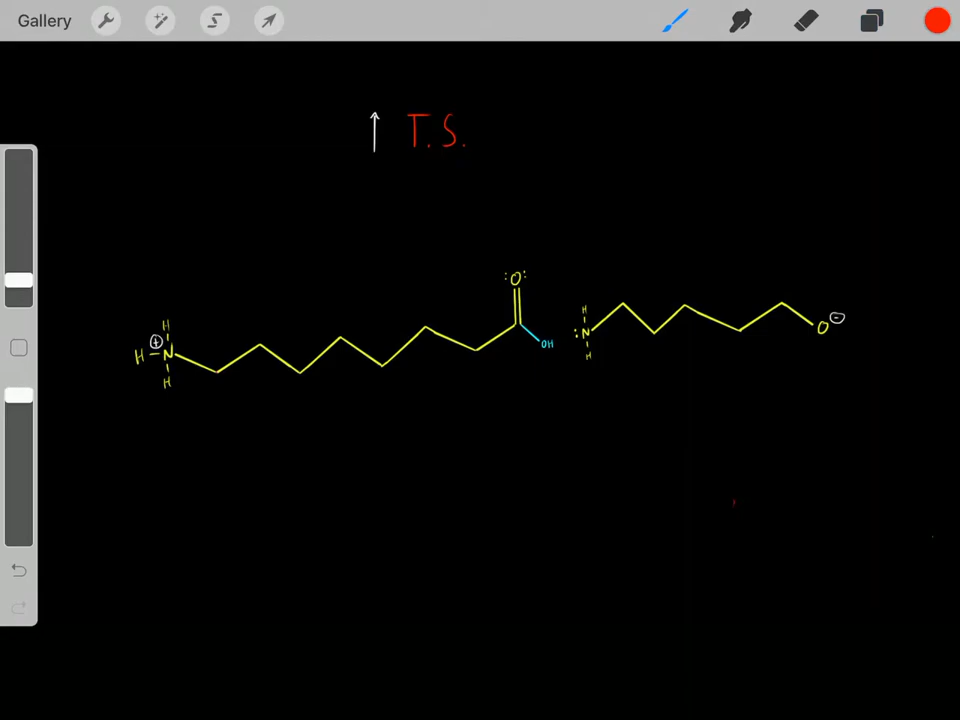 Gallery
↑ T.S.
:O:
H
H
H ⊕ N
OH
:N
O ⊖
H
H